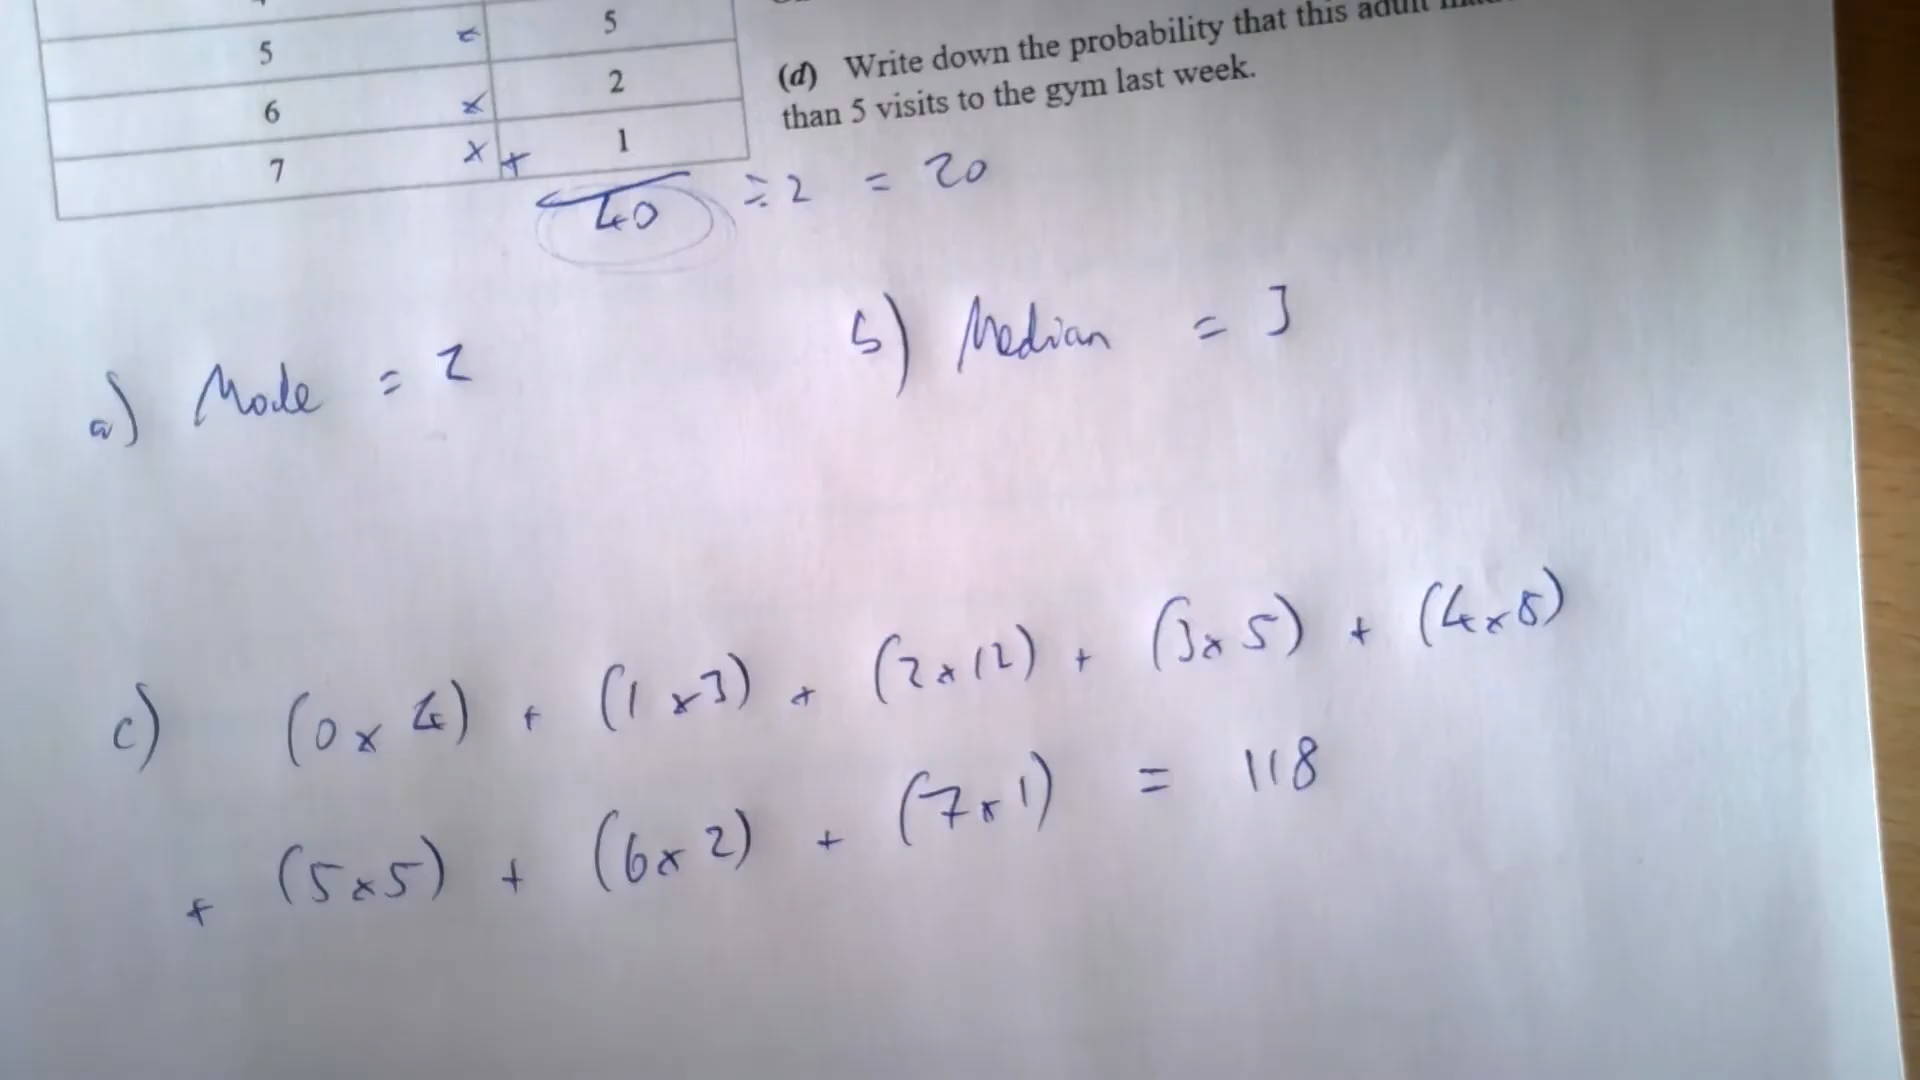 5 × 5
6 × 2
7 × + 1
(d) Write down the probability that this adult
than 5 visits to the gym last week.
40 ÷ 2 = 20
a) Mode = 2
b) Median = 3
c) (0 × 4) + (1 × 3) + (2 × 12) + (3 × 5) + (4 × 8)
+ (5 × 5) + (6 × 2) + (7 × 1) = 118